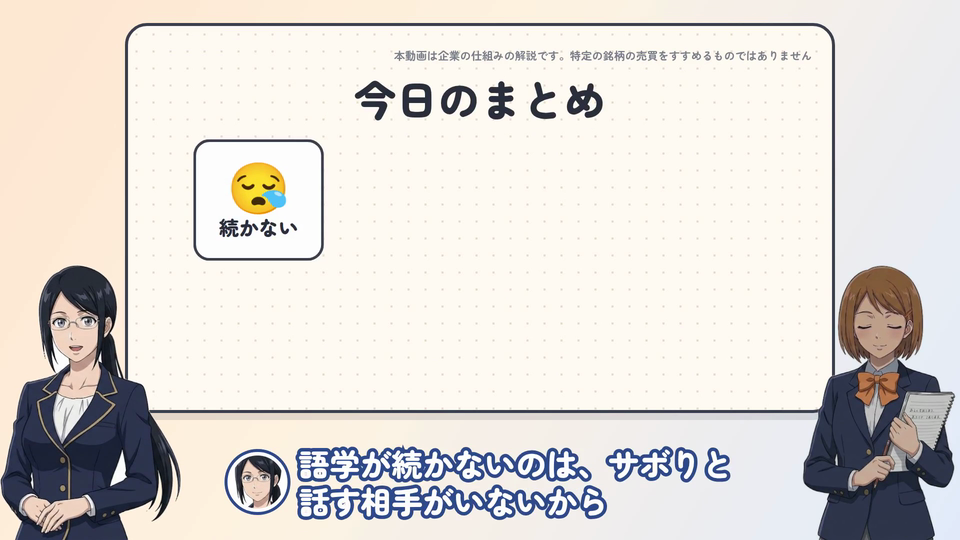 本動画は企業の仕組みの解説です。特定の銘柄の売買をすすめるものではありません
今日のまとめ
続かない
語学が続かないのは、サボりと
話す相手がいないから